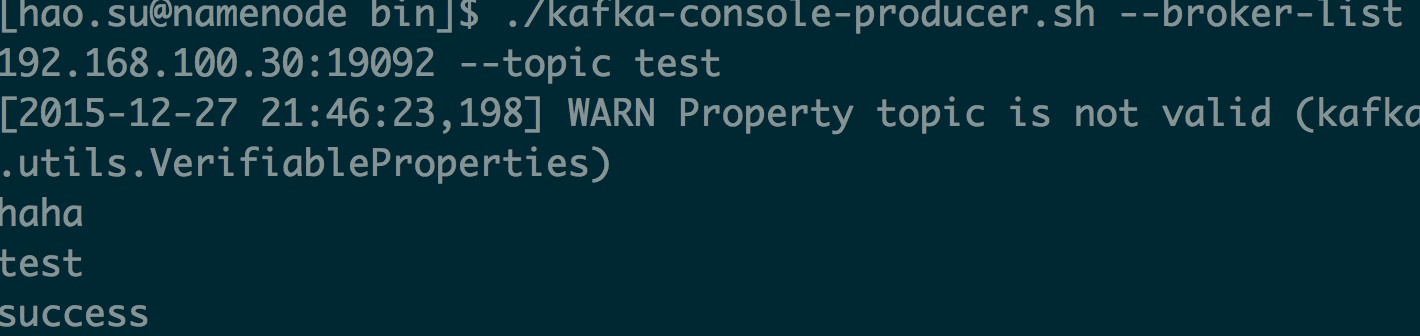 [hao.su@namenode bin]$ ./kafka-console-producer.sh --broker-list
192.168.100.30:19092 --topic test
[2015-12-27 21:46:23,198] WARN Property topic is not valid (kafka
.utils.VerifiableProperties)
haha
test
success